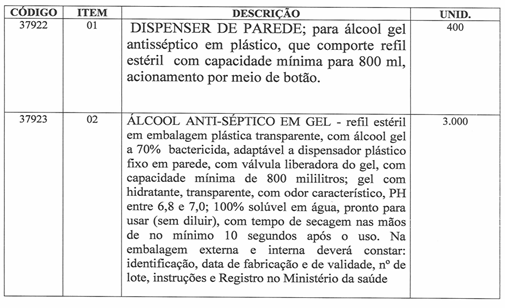 CÓDIGO ITEM DESCRIÇÃO UNID.
37922 01 DISPENSER DE PAREDE; para álcool gel 400
antisséptico em plástico, que comporte refil
estéril com capacidade mínima para 800 ml,
acionamento por meio de botão.
37923 02 ÁLCOOL ANTI-SÉPTICO EM GEL - refil estéril 3.000
em embalagem plástica transparente, com álcool gel
a 70% bactericida, adaptável a dispensador plástico
fixo em parede, com válvula liberadora do gel, com
capacidade mínima de 800 mililitros; gel com
hidratante, transparente, com odor característico, PH
entre 6,8 e 7,0; 100% solúvel em água, pronto para
usar (sem diluir), com tempo de secagem nas mãos
de no mínimo 10 segundos após o uso. Na
embalagem externa e interna deverá constar:
identificação, data de fabricação e de validade, nº de
lote, instruções e Registro no Ministério da saúde